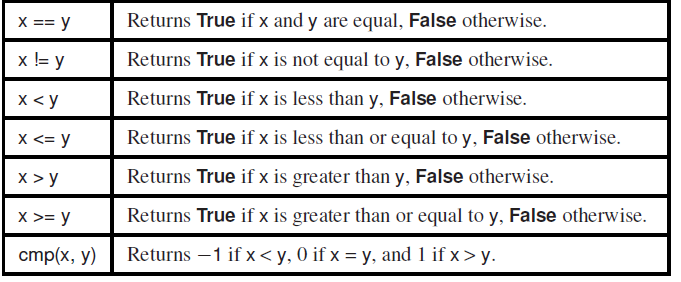 x == y Returns True if x and y are equal, False otherwise.
x != y Returns True if x is not equal to y, False otherwise.
x < y Returns True if x is less than y, False otherwise.
x <= y Returns True if x is less than or equal to y, False otherwise.
x > y Returns True if x is greater than y, False otherwise.
x >= y Returns True if x is greater than or equal to y, False otherwise.
cmp(x, y) Returns −1 if x < y, 0 if x = y, and 1 if x > y.